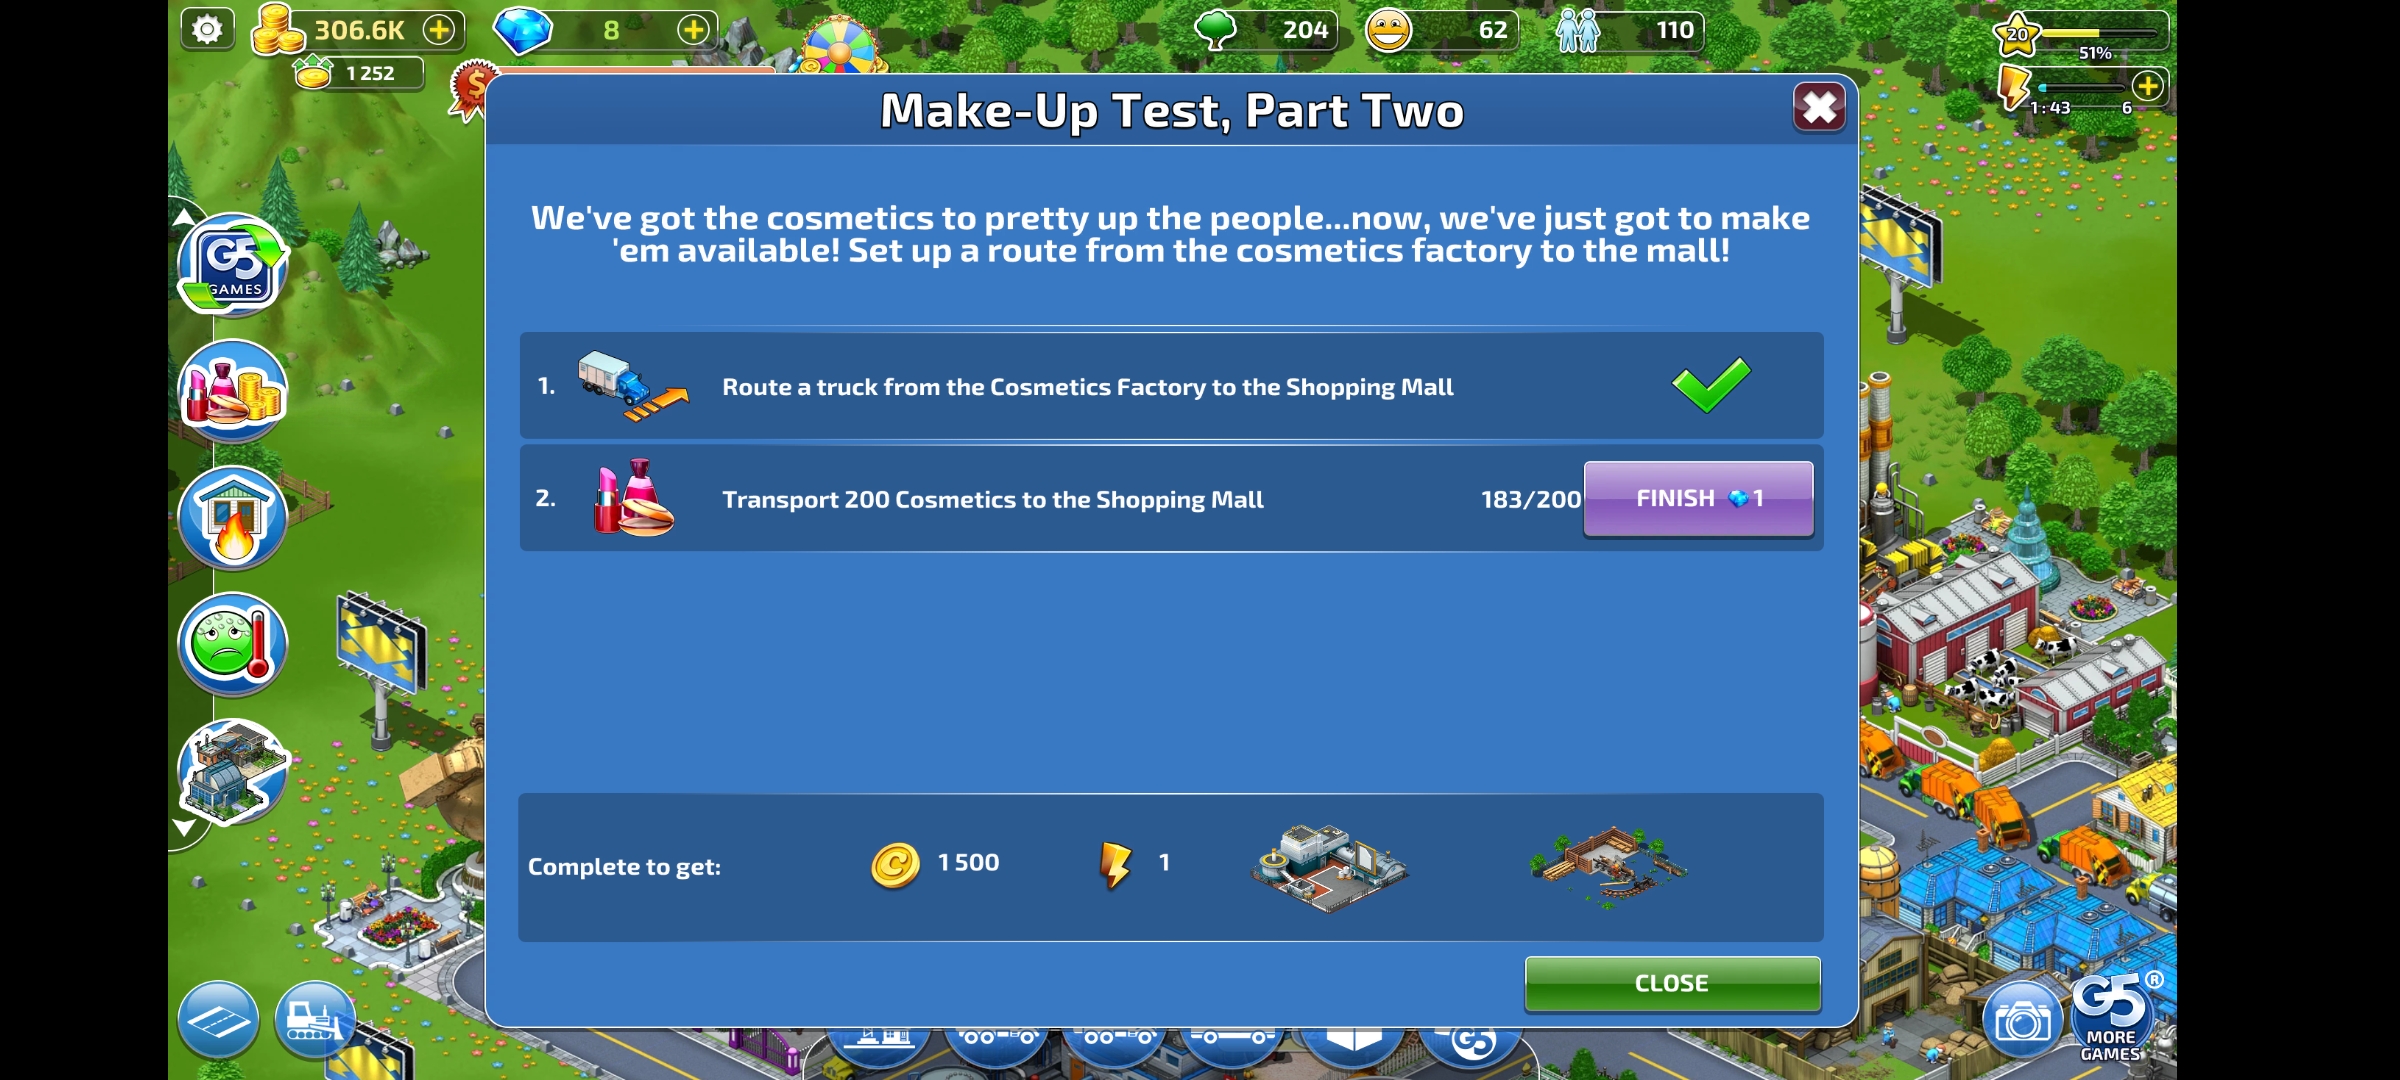 306.6K
8
204
62
110
20
51%
1 252
$
1:43
6
Make-Up Test, Part Two
We've got the cosmetics to pretty up the people...now, we've just got to make
'em available! Set up a route from the cosmetics factory to the mall!
G5
GAMES
1.
Route a truck from the Cosmetics Factory to the Shopping Mall
2.
Transport 200 Cosmetics to the Shopping Mall
183/200
FINISH 1
Complete to get:
C
1 500
1
CLOSE
G5
G5®
MORE
GAMES